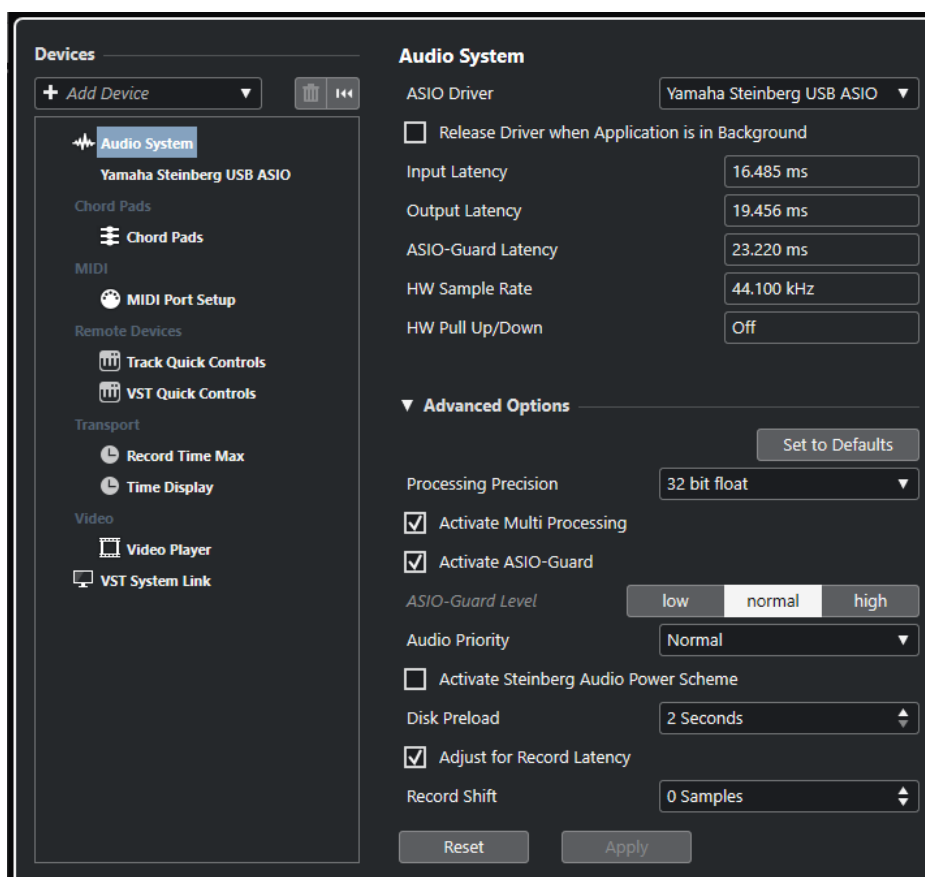 Devices
+ Add Device
Audio System
Yamaha Steinberg USB ASIO
Chord Pads
Chord Pads
MIDI
MIDI Port Setup
Remote Devices
Track Quick Controls
VST Quick Controls
Transport
Record Time Max
Time Display
Video
Video Player
VST System Link
Audio System
ASIO Driver Yamaha Steinberg USB ASIO
Release Driver when Application is in Background
Input Latency 16.485 ms
Output Latency 19.456 ms
ASIO-Guard Latency 23.220 ms
HW Sample Rate 44.100 kHz
HW Pull Up/Down Off
Advanced Options
Set to Defaults
Processing Precision 32 bit float
Activate Multi Processing
Activate ASIO-Guard
ASIO-Guard Level low normal high
Audio Priority Normal
Activate Steinberg Audio Power Scheme
Disk Preload 2 Seconds
Adjust for Record Latency
Record Shift 0 Samples
Reset Apply